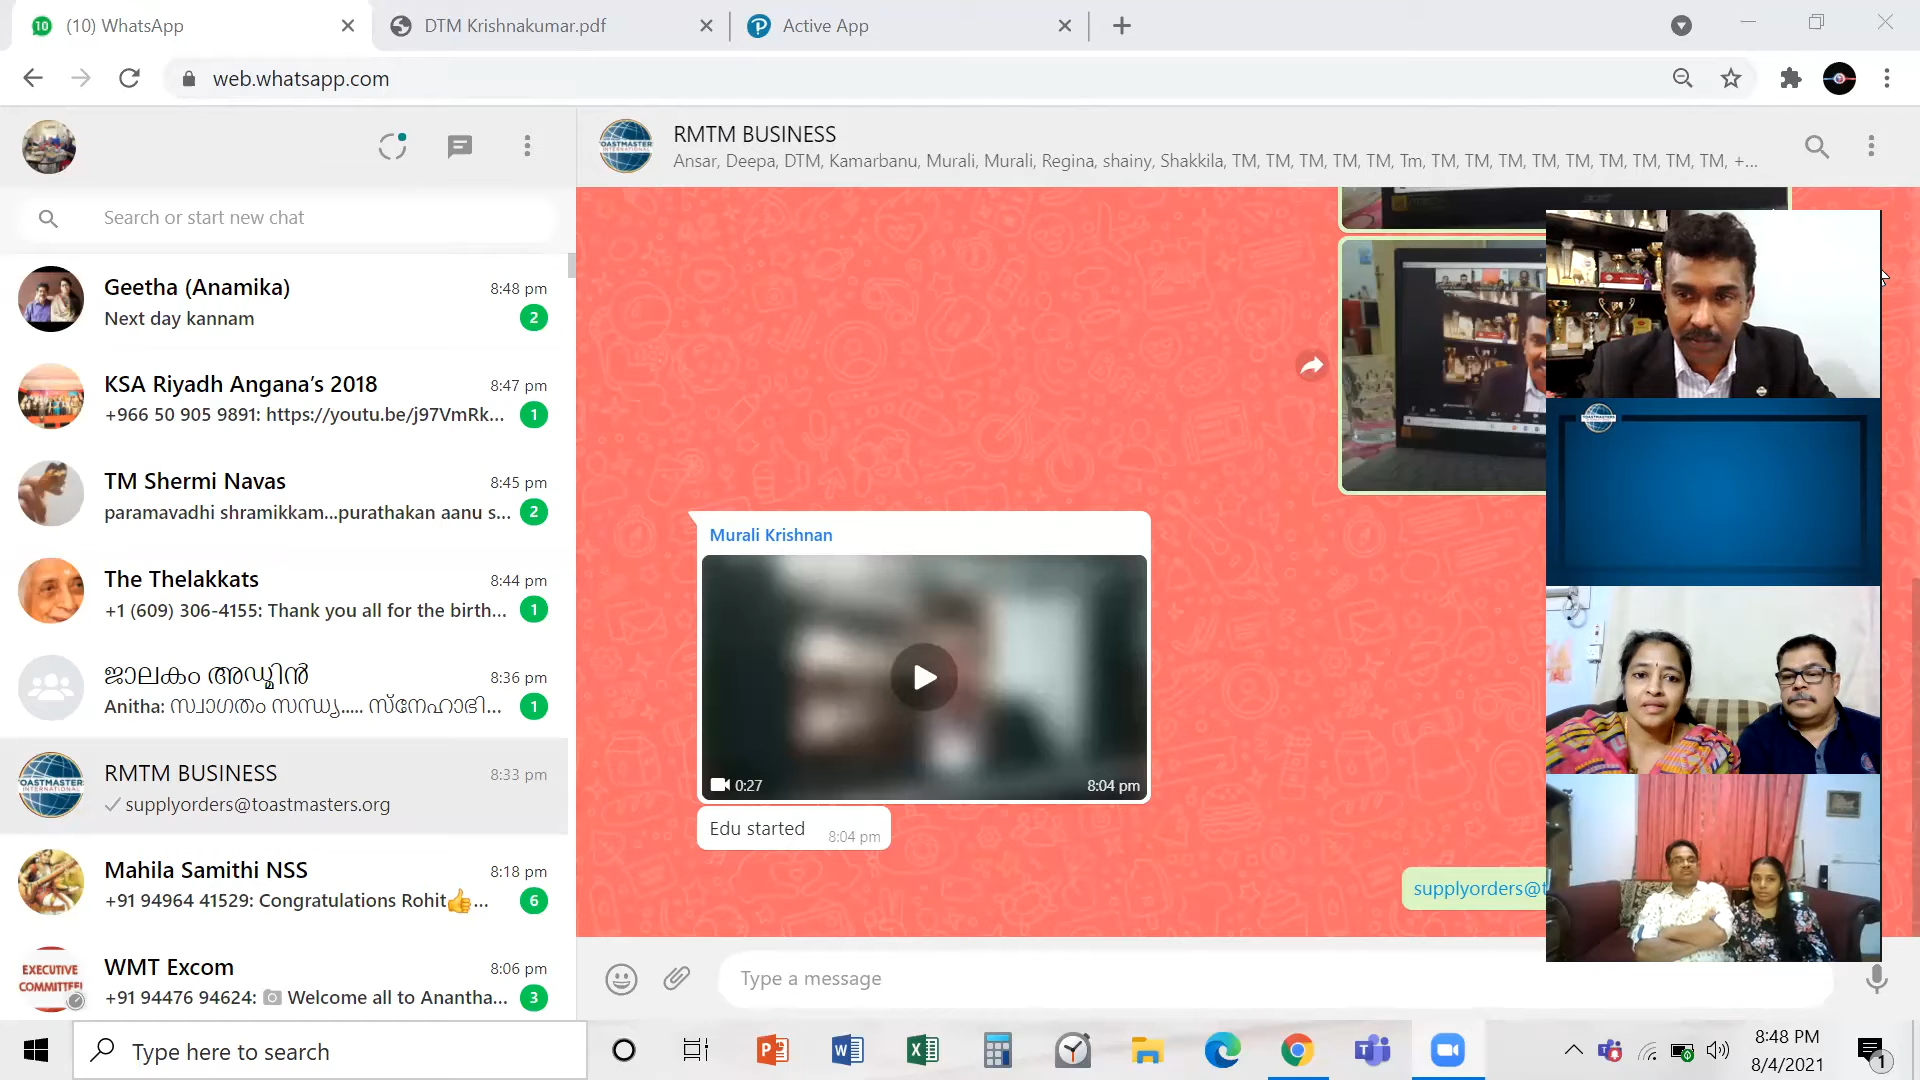 (10) WhatsApp
DTM Krishnakumar.pdf
Active App
web.whatsapp.com
RMTM BUSINESS
Ansar, Deepa, DTM, Kamarbanu, Murali, Murali, Regina, shainy, Shakkila, TM, TM, TM, TM, TM, Tm, TM, TM, TM, TM, TM, TM, TM, TM, TM, +...
Search or start new chat
Geetha (Anamika)
8:48 pm
Next day kannam
2
KSA Riyadh Angana’s 2018
8:47 pm
+966 50 905 9891: https://youtu.be/j97VmRk...
1
TM Shermi Navas
8:45 pm
paramavadhi shramikkam...purathakan aanu s...
2
The Thelakkats
8:44 pm
+1 (609) 306-4155: Thank you all for the birth...
1
ജാലകം അഡ്മിൻ
8:36 pm
Anitha: സ്വാഗതം സന്ധ്യ..... സ്നേഹാഭി...
1
RMTM BUSINESS
8:33 pm
supplyorders@toastmasters.org
Mahila Samithi NSS
8:18 pm
+91 94964 41529: Congratulations Rohit👍...
6
EXECUTIVE
WMT Excom
8:06 pm
+91 94476 94624: Welcome all to Anantha...
3
Murali Krishnan
0:27
8:04 pm
Edu started
8:04 pm
supplyorders@t
Type a message
Type here to search
8:48 PM
8/4/2021
1